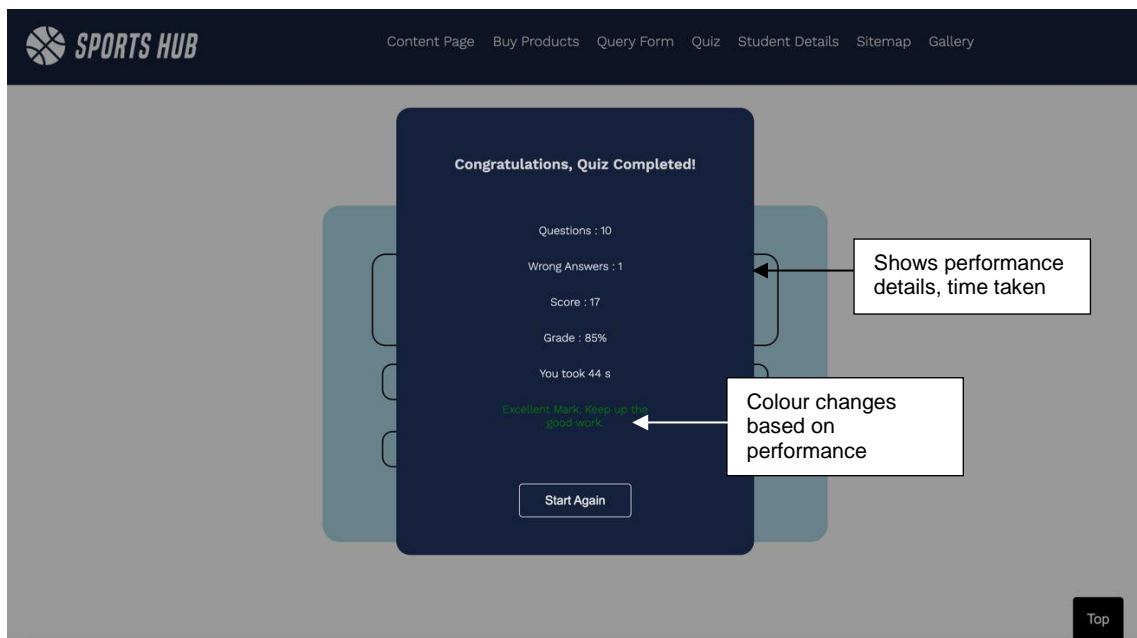 SPORTS HUB
Content Page Buy Products Query Form Quiz Student Details Sitemap Gallery
Congratulations, Quiz Completed!
Questions : 10
Wrong Answers : 1
Score : 17
Grade : 85%
You took 44 s
Excellent Mark, Keep up the
good work.
Start Again
Shows performance
details, time taken
Colour changes
based on
performance
Top